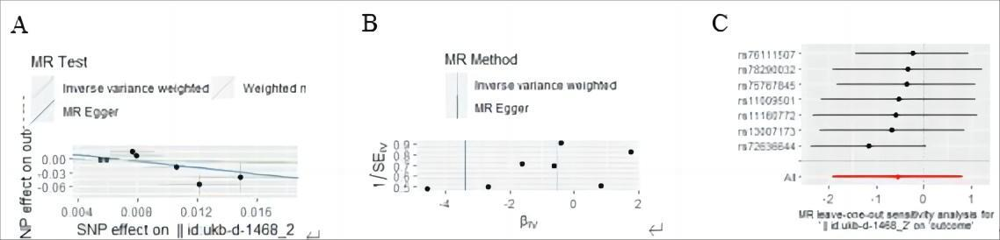 A
MR Test
Inverse variance weighted
Weighted n
MR Egger
NP effect on out
0.00
-0.03
-0.06
0.004
0.008
0.012
0.016
SNP effect on || id:ukb-d-1468_2
B
MR Method
Inverse variance weighted
MR Egger
1/SE_IV
0.9
0.8
0.7
0.6
0.5
-4
-2
0
2
β_IV
C
rs76111507
rs78290032
rs11009501
rs11160772
rs13007173
All
-2
-1
0
1
MR leave-one-out sensitivity analysis for
'|| id:ukb-d-1468_2' on 'outcome'